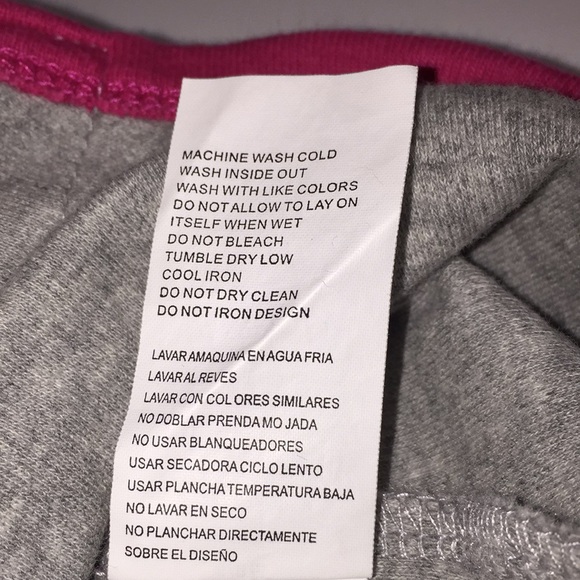 MACHINE WASH COLD
WASH INSIDE OUT
WASH WITH LIKE COLORS
DO NOT ALLOW TO LAY ON
ITSELF WHEN WET
DO NOT BLEACH
TUMBLE DRY LOW
COOL IRON
DO NOT DRY CLEAN
DO NOT IRON DESIGN
LAVAR AMAQUINA EN AGUA FRIA
LAVAR AL REVES
LAVAR CON COLORES SIMILARES
NO DOBLAR PRENDA MO JADA
NO USAR BLANQUEADORES
USAR SECADORA CICLO LENTO
USAR PLANCHA TEMPERATURA BAJA
NO LAVAR EN SECO
NO PLANCHAR DIRECTAMENTE
SOBRE EL DISEÑO